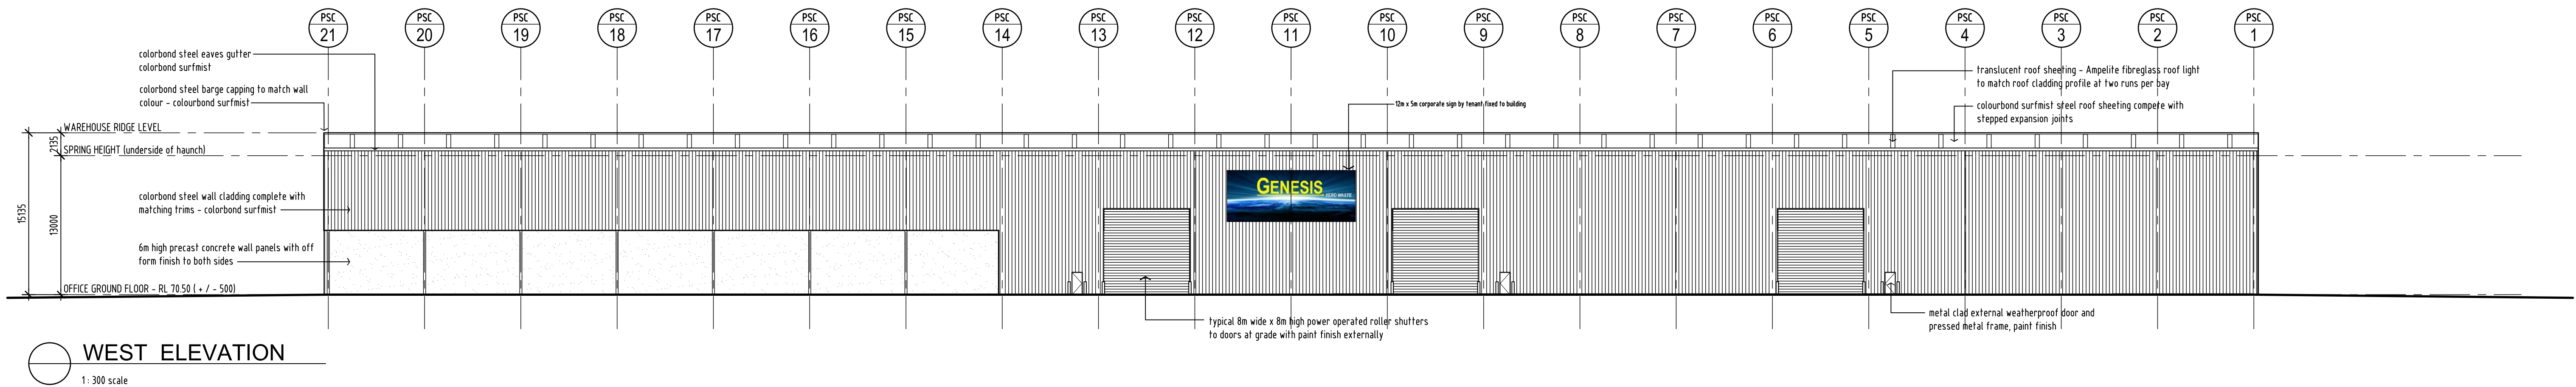 PSC PSC PSC PSC PSC PSC PSC PSC PSC PSC PSC PSC PSC PSC PSC PSC PSC PSC PSC PSC PSC
21 20 19 18 17 16 15 14 13 12 11 10 9 8 7 6 5 4 3 2 1
colorbond steel eaves gutter
colorbond surfmist
colorbond steel barge capping to match wall
colour - colourbond surfmist
translucent roof sheeting - Ampelite fibreglass roof light
to match roof cladding profile at two runs per bay
12m x 5m corporate sign by tenant fixed to building
colourbond surfmist steel roof sheeting compete with
stepped expansion joints
WAREHOUSE RIDGE LEVEL
2135
SPRING HEIGHT (underside of haunch)
GENESIS
ZERO WASTE
colorbond steel wall cladding complete with
matching trims - colorbond surfmist
15135
13000
6m high precast concrete wall panels with off
form finish to both sides
OFFICE GROUND FLOOR - RL 70.50 ( + / - 500)
typical 8m wide x 8m high power operated roller shutters
to doors at grade with paint finish externally
metal clad external weatherproof door and
pressed metal frame, paint finish
WEST ELEVATION
1 : 300 scale